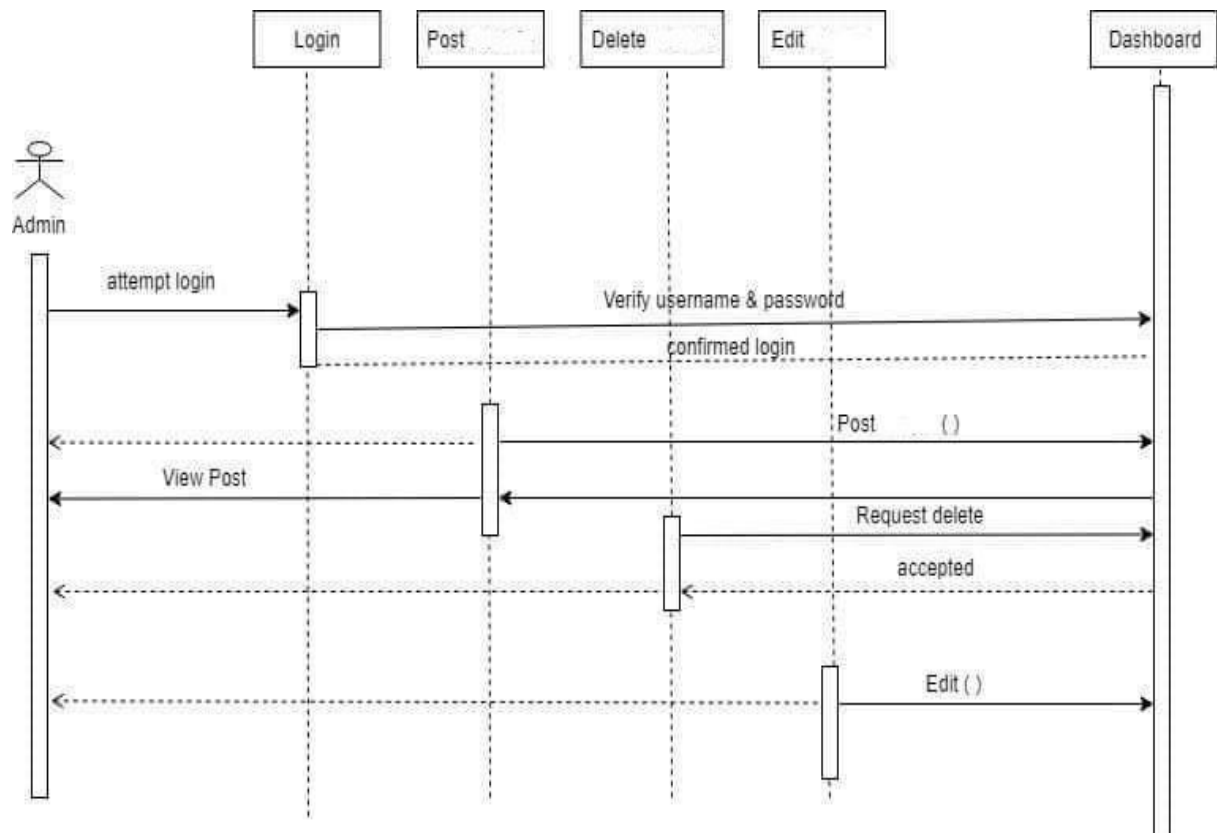 Login
Post
Delete
Edit
Dashboard
Admin
attempt login
Verify username & password
confirmed login
Post ( )
View Post
Request delete
accepted
Edit ( )